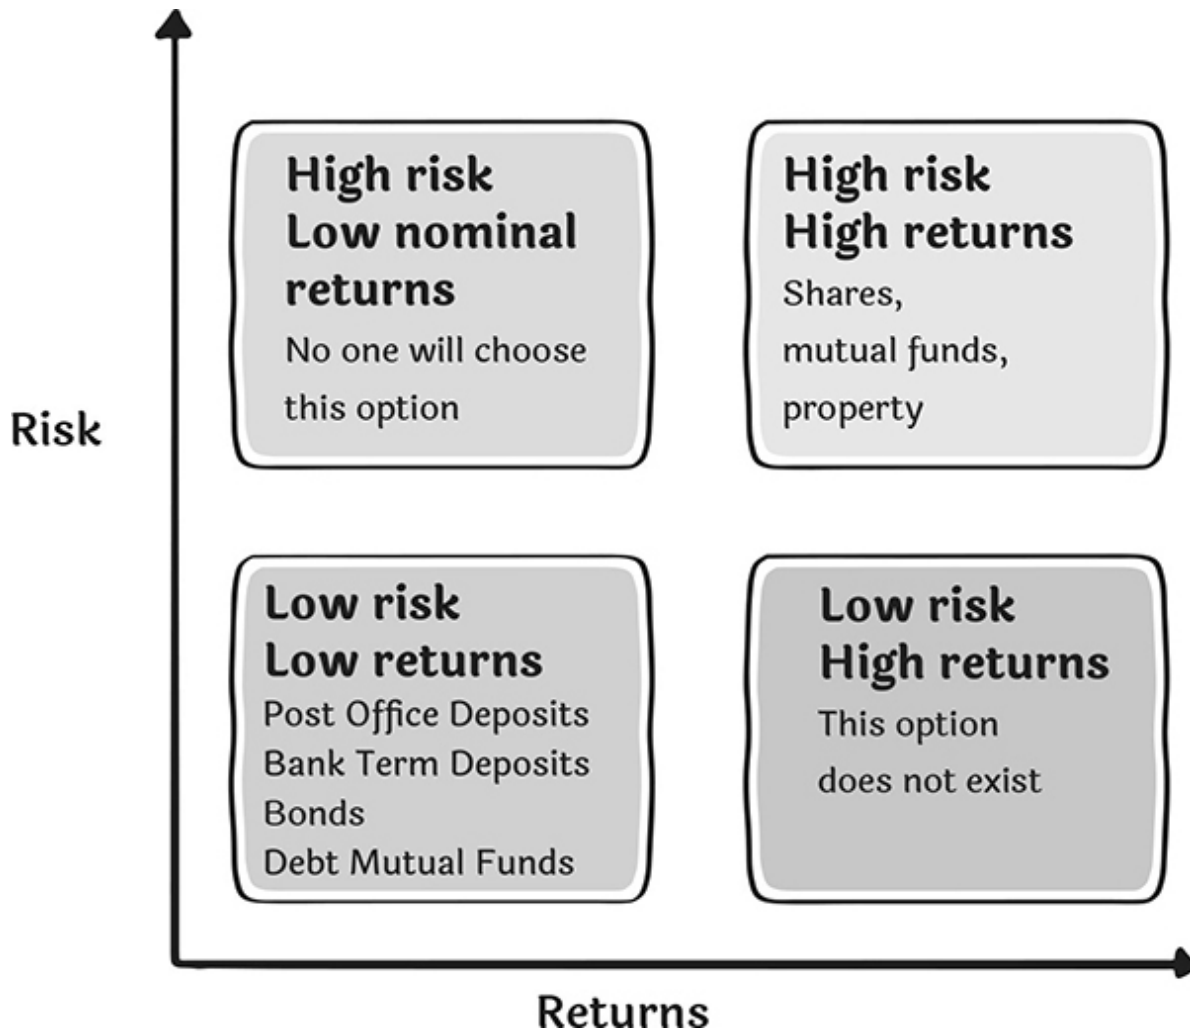 High risk
Low nominal
returns
No one will choose
this option
High risk
High returns
Shares,
mutual funds,
property
Risk
Low risk
Low returns
Post Office Deposits
Bank Term Deposits
Bonds
Debt Mutual Funds
Low risk
High returns
This option
does not exist
Returns